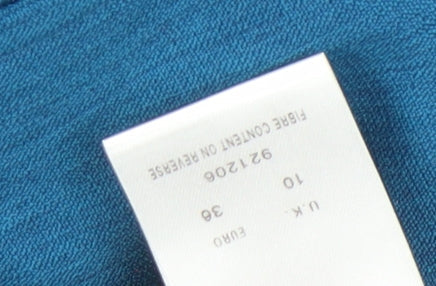 U.K. EURO
10 36
921206
FIBRE CONTENT ON REVERSE